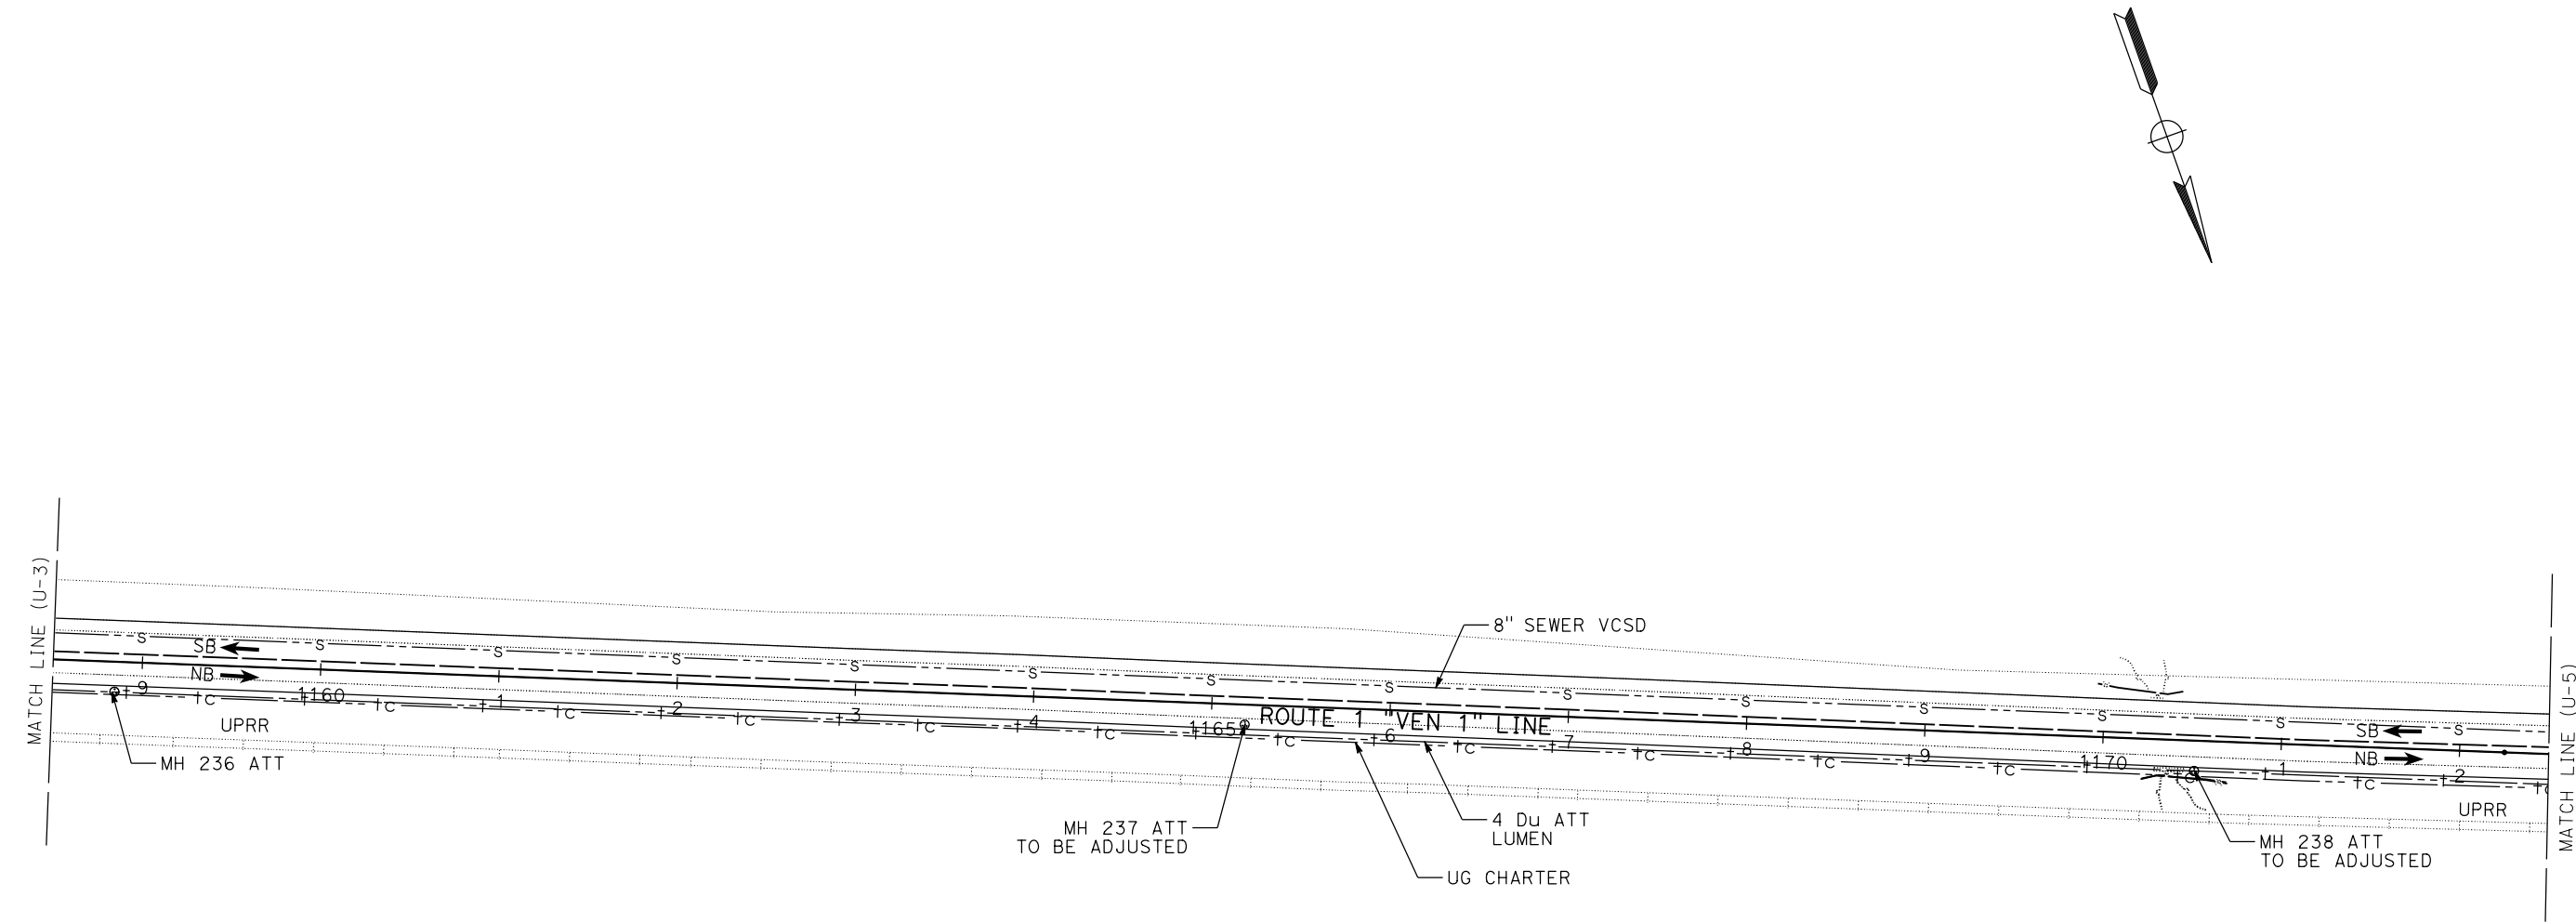 MATCH LINE (U-3)
8" SEWER VCSD
S S S S S S S S S S S S S S
SB
NB
9 1160 1 2 3 4 1165 6 7 8 9 1170 1 2
C C C C C C C C C C C C C C
ROUTE 1 "VEN 1" LINE
UPRR
MH 236 ATT
MH 237 ATT
TO BE ADJUSTED
4 Du ATT
LUMEN
UG CHARTER
SB
NB
UPRR
MH 238 ATT
TO BE ADJUSTED
MATCH LINE (U-5)